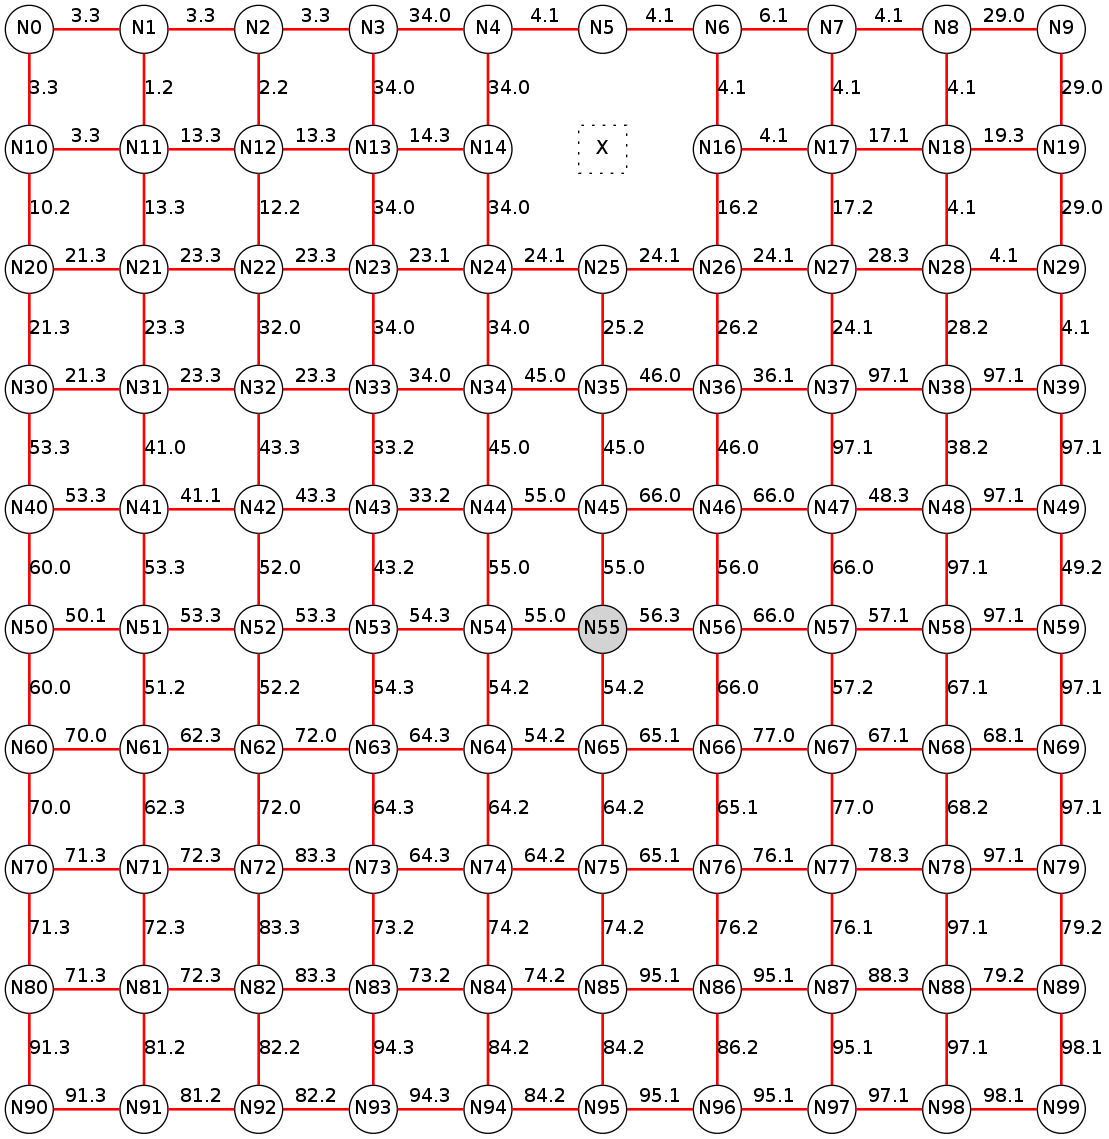 N0 3.3 N1 3.3 N2 3.3 N3 34.0 N4 4.1 N5 4.1 N6 6.1 N7 4.1 N8 29.0 N9
3.3 1.2 2.2 34.0 34.0 4.1 4.1 4.1 29.0
N10 3.3 N11 13.3 N12 13.3 N13 14.3 N14 X N16 4.1 N17 17.1 N18 19.3 N19
10.2 13.3 12.2 34.0 34.0 16.2 17.2 4.1 29.0
N20 21.3 N21 23.3 N22 23.3 N23 23.1 N24 24.1 N25 24.1 N26 24.1 N27 28.3 N28 4.1 N29
21.3 23.3 32.0 34.0 34.0 25.2 26.2 24.1 28.2 4.1
N30 21.3 N31 23.3 N32 23.3 N33 34.0 N34 45.0 N35 46.0 N36 36.1 N37 97.1 N38 97.1 N39
53.3 41.0 43.3 33.2 45.0 45.0 46.0 97.1 38.2 97.1
N40 53.3 N41 41.1 N42 43.3 N43 33.2 N44 55.0 N45 66.0 N46 66.0 N47 48.3 N48 97.1 N49
60.0 53.3 52.0 43.2 55.0 55.0 56.0 66.0 97.1 49.2
N50 50.1 N51 53.3 N52 53.3 N53 54.3 N54 55.0 N55 56.3 N56 66.0 N57 57.1 N58 97.1 N59
60.0 51.2 52.2 54.3 54.2 54.2 66.0 57.2 67.1 97.1
N60 70.0 N61 62.3 N62 72.0 N63 64.3 N64 54.2 N65 65.1 N66 77.0 N67 67.1 N68 68.1 N69
70.0 62.3 72.0 64.3 64.2 64.2 65.1 77.0 68.2 97.1
N70 71.3 N71 72.3 N72 83.3 N73 64.3 N74 64.2 N75 65.1 N76 76.1 N77 78.3 N78 97.1 N79
71.3 72.3 83.3 73.2 74.2 74.2 76.2 76.1 97.1 79.2
N80 71.3 N81 72.3 N82 83.3 N83 73.2 N84 74.2 N85 95.1 N86 95.1 N87 88.3 N88 79.2 N89
91.3 81.2 82.2 94.3 84.2 84.2 86.2 95.1 97.1 98.1
N90 91.3 N91 81.2 N92 82.2 N93 94.3 N94 84.2 N95 95.1 N96 95.1 N97 97.1 N98 98.1 N99